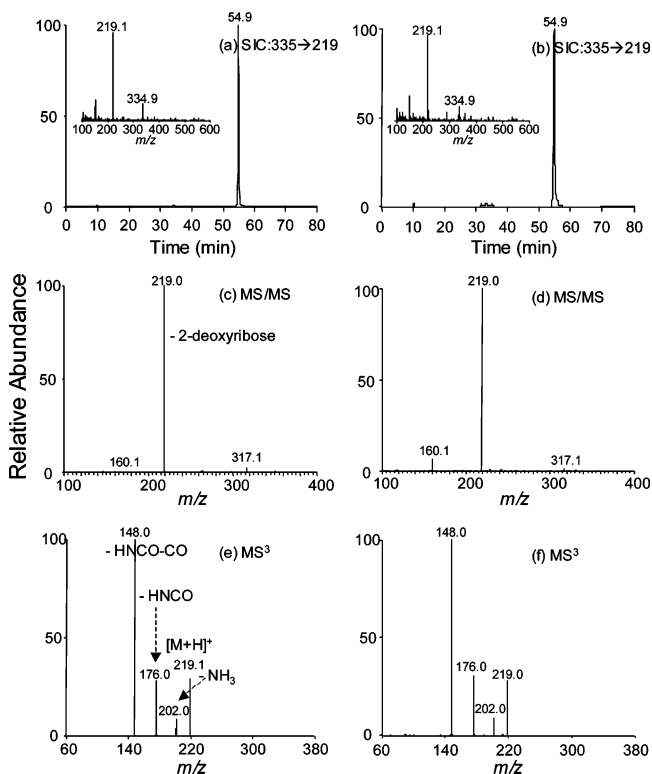 100
50
0
219.1
334.9
100 200 300 400 500 600
m/z
54.9
(a) SIC:335→219
0 10 20 30 40 50 60 70 80
Time (min)
100
50
0
219.1
334.9
100 200 300 400 500 600
m/z
54.9
(b) SIC:335→219
0 10 20 30 40 50 60 70 80
Time (min)
Relative Abundance
100
50
0
219.0
(c) MS/MS
- 2-deoxyribose
160.1
317.1
100 200 300 400
m/z
100
50
0
219.0
(d) MS/MS
160.1
317.1
100 200 300 400
m/z
100
50
0
148.0
- HNCO-CO
(e) MS³
- HNCO
[M+H]⁺
219.1
176.0
- NH₃
202.0
60 140 220 300 380
m/z
100
50
0
148.0
(f) MS³
176.0
219.0
202.0
60 140 220 300 380
m/z